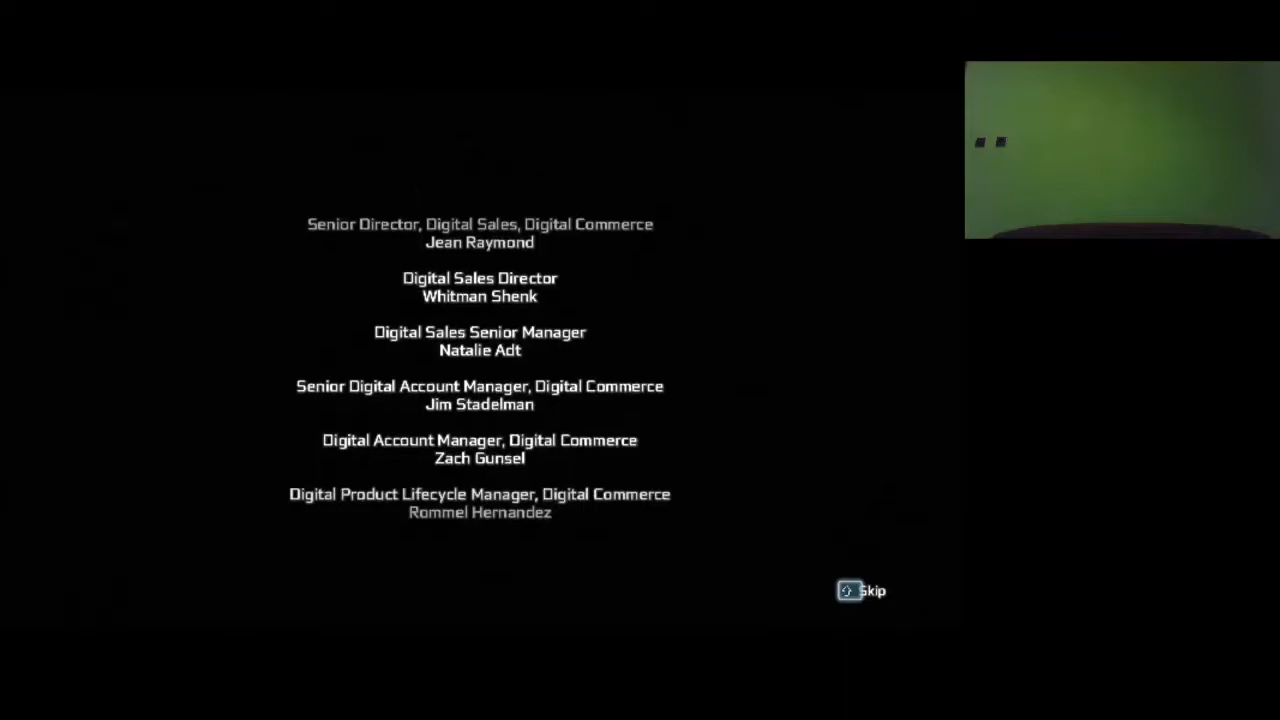 Senior Director, Digital Sales, Digital Commerce
Jean Raymond
Digital Sales Director
Whitman Shenk
Digital Sales Senior Manager
Natalie Adt
Senior Digital Account Manager, Digital Commerce
Jim Stadelman
Digital Account Manager, Digital Commerce
Zach Gunsel
Digital Product Lifecycle Manager, Digital Commerce
Rommel Hernandez
Skip